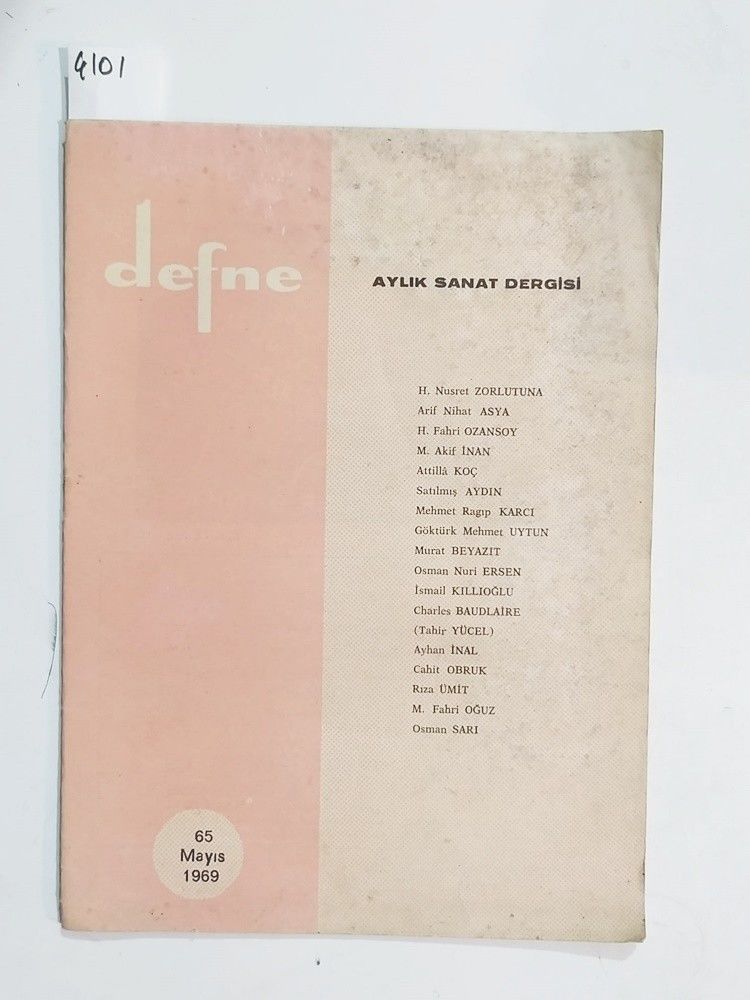 4101
defne
AYLIK SANAT DERGİSİ
H. Nusret ZORLUTUNA
Arif Nihat ASYA
H. Fahri OZANSOY
M. Akif İNAN
Attillâ KOÇ
Satılmış AYDIN
Mehmet Ragıp KARCI
Göktürk Mehmet UYTUN
Murat BEYAZIT
Osman Nuri ERSEN
İsmail KILLIOĞLU
Charles BAUDLAİRE
(Tahir YÜCEL)
Ayhan İNAL
Cahit OBRUK
Rıza ÜMİT
M. Fahri OĞUZ
Osman SARI
65
Mayıs
1969